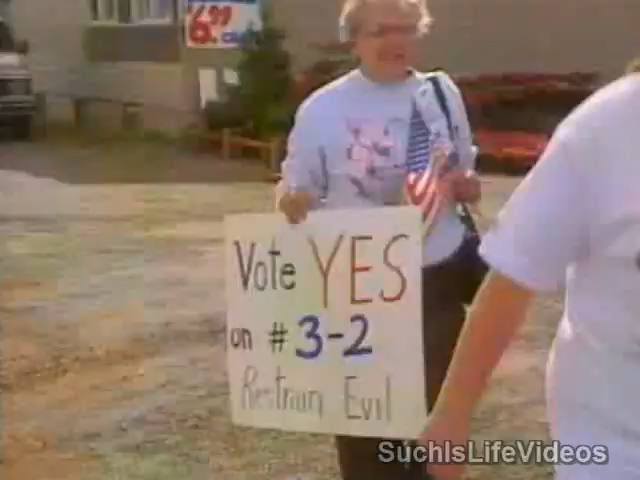 6.99
Vote YES
on # 3-2
Restrain Evil
SuchIsLifeVideos